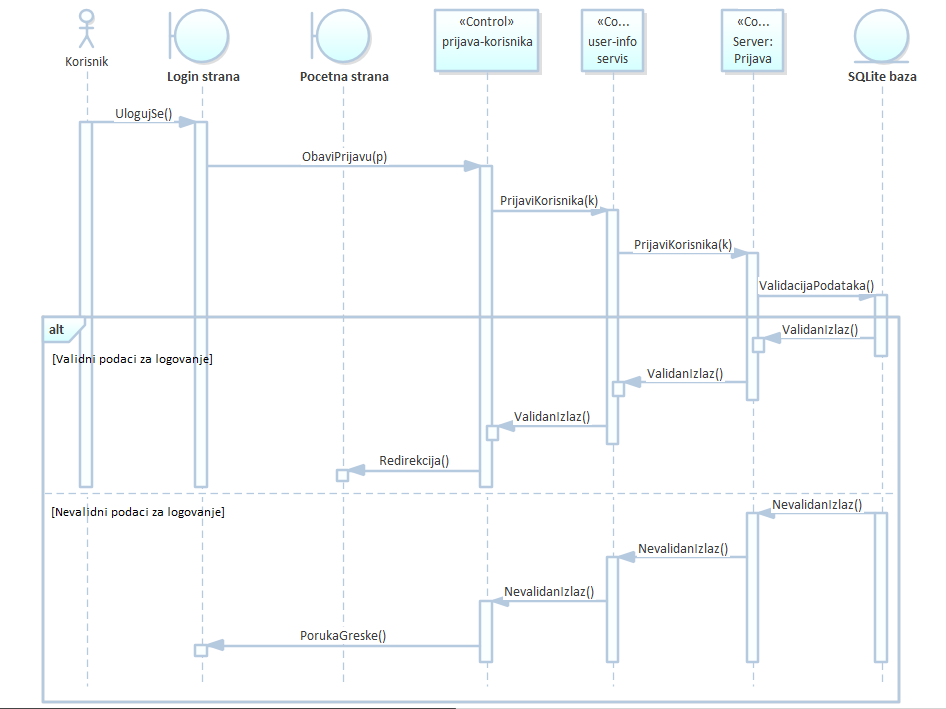 «Control»
prijava-korisnika
«Co...
user-info
servis
«Co...
Server:
Prijava
Korisnik
Login strana
Pocetna strana
SQLite baza
UlogujSe()
ObaviPrijavu(p)
PrijaviKorisnika(k)
PrijaviKorisnika(k)
ValidacijaPodataka()
alt
ValidanIzlaz()
[Validni podaci za logovanje]
ValidanIzlaz()
ValidanIzlaz()
Redirekcija()
[Nevalidni podaci za logovanje]
NevalidanIzlaz()
NevalidanIzlaz()
NevalidanIzlaz()
PorukaGreske()